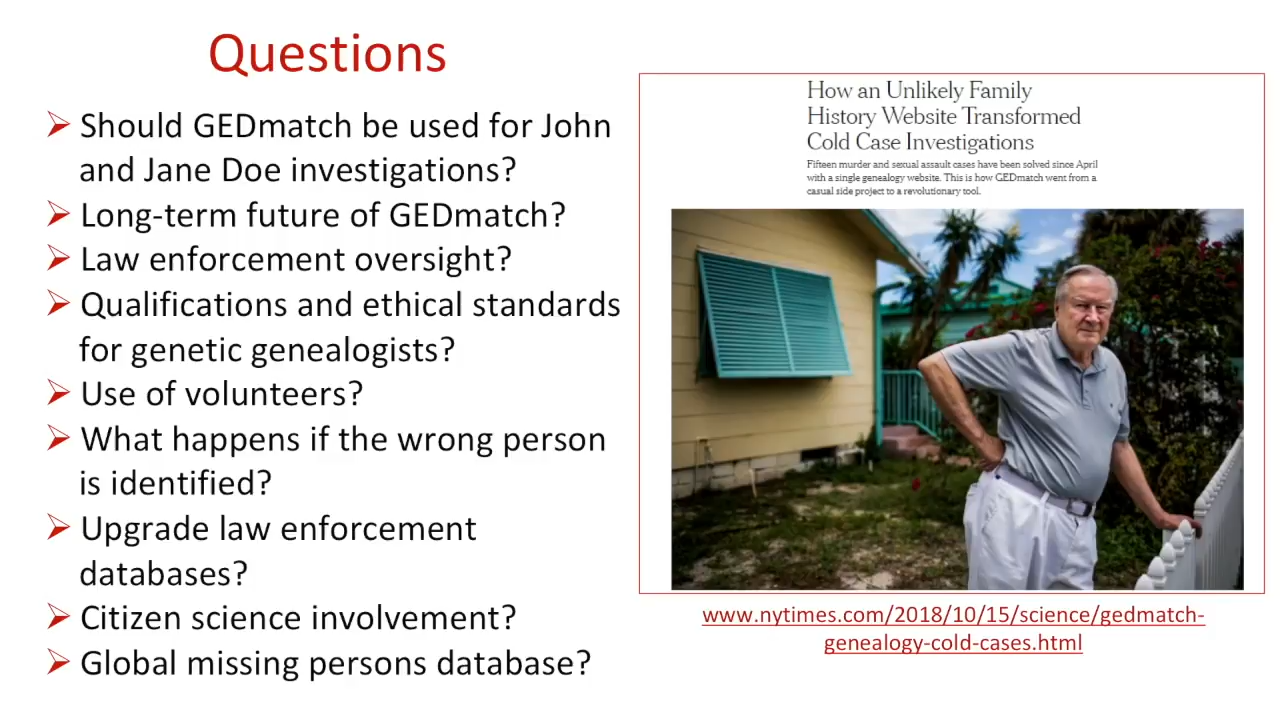 Questions
➢ Should GEDmatch be used for John
and Jane Doe investigations?
➢ Long-term future of GEDmatch?
➢ Law enforcement oversight?
➢ Qualifications and ethical standards
for genetic genealogists?
➢ Use of volunteers?
➢ What happens if the wrong person
is identified?
➢ Upgrade law enforcement
databases?
➢ Citizen science involvement?
➢ Global missing persons database?
How an Unlikely Family
History Website Transformed
Cold Case Investigations
Fifteen murder and sexual assault cases have been solved since April
with a single genealogy website. This is how GEDmatch went from a
casual side project to a revolutionary tool.
www.nytimes.com/2018/10/15/science/gedmatch-
genealogy-cold-cases.html